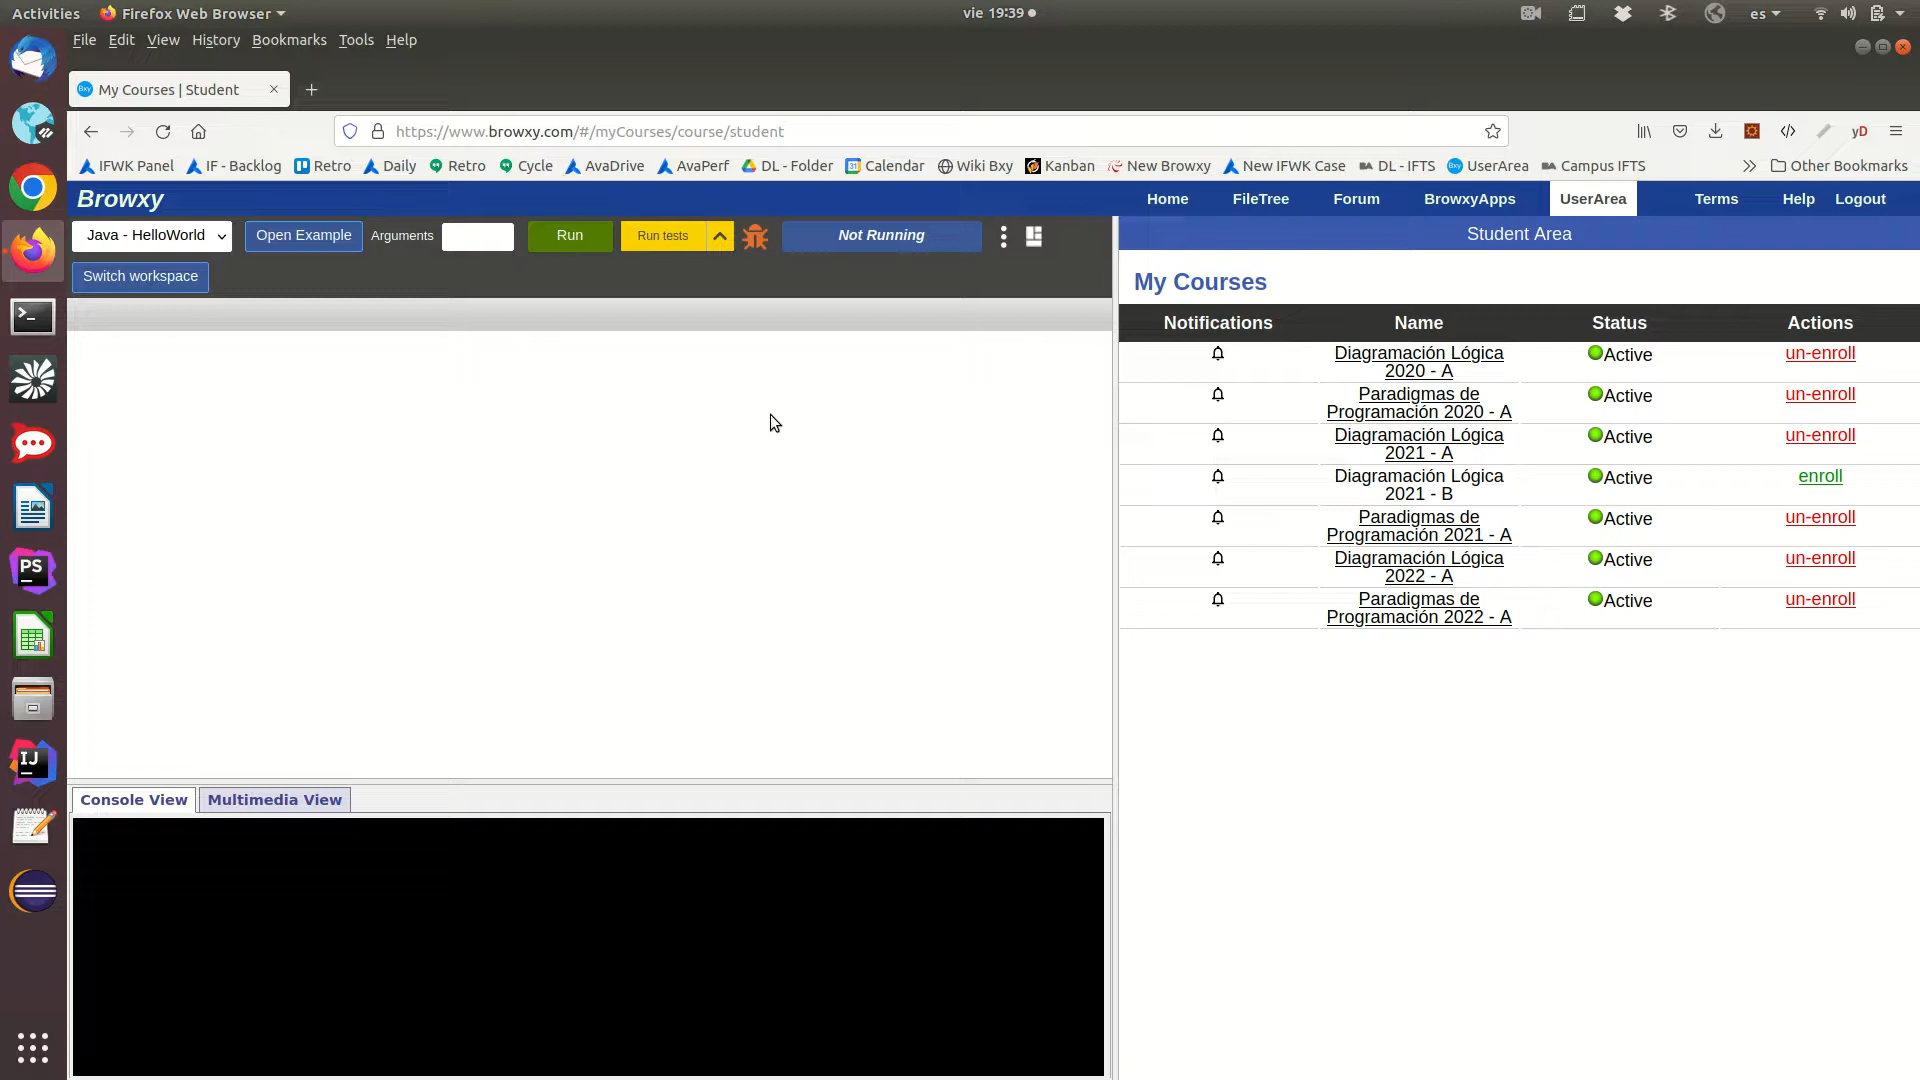 Activities Firefox Web Browser vie 19:39 es
File Edit View History Bookmarks Tools Help
Bxy My Courses | Student × +
https://www.browxy.com/#/myCourses/course/student yD
IFWK Panel IF - Backlog Retro Daily Retro Cycle AvaDrive AvaPerf DL - Folder 31 Calendar Wiki Bxy Kanban New Browxy New IFWK Case DL - IFTS Bxy UserArea Campus IFTS Other Bookmarks
Browxy Home FileTree Forum BrowxyApps UserArea Terms Help Logout
Java - HelloWorld Open Example Arguments Run Run tests Not Running
Switch workspace
Student Area
My Courses
Notifications Name Status Actions
Diagramación Lógica
2020 - A
Active un-enroll
Paradigmas de
Programación 2020 - A
Active un-enroll
Diagramación Lógica
2021 - A
Active un-enroll
Diagramación Lógica
2021 - B
Active enroll
Paradigmas de
Programación 2021 - A
Active un-enroll
Diagramación Lógica
2022 - A
Active un-enroll
Paradigmas de
Programación 2022 - A
Active un-enroll
PS
IJ
Console View Multimedia View